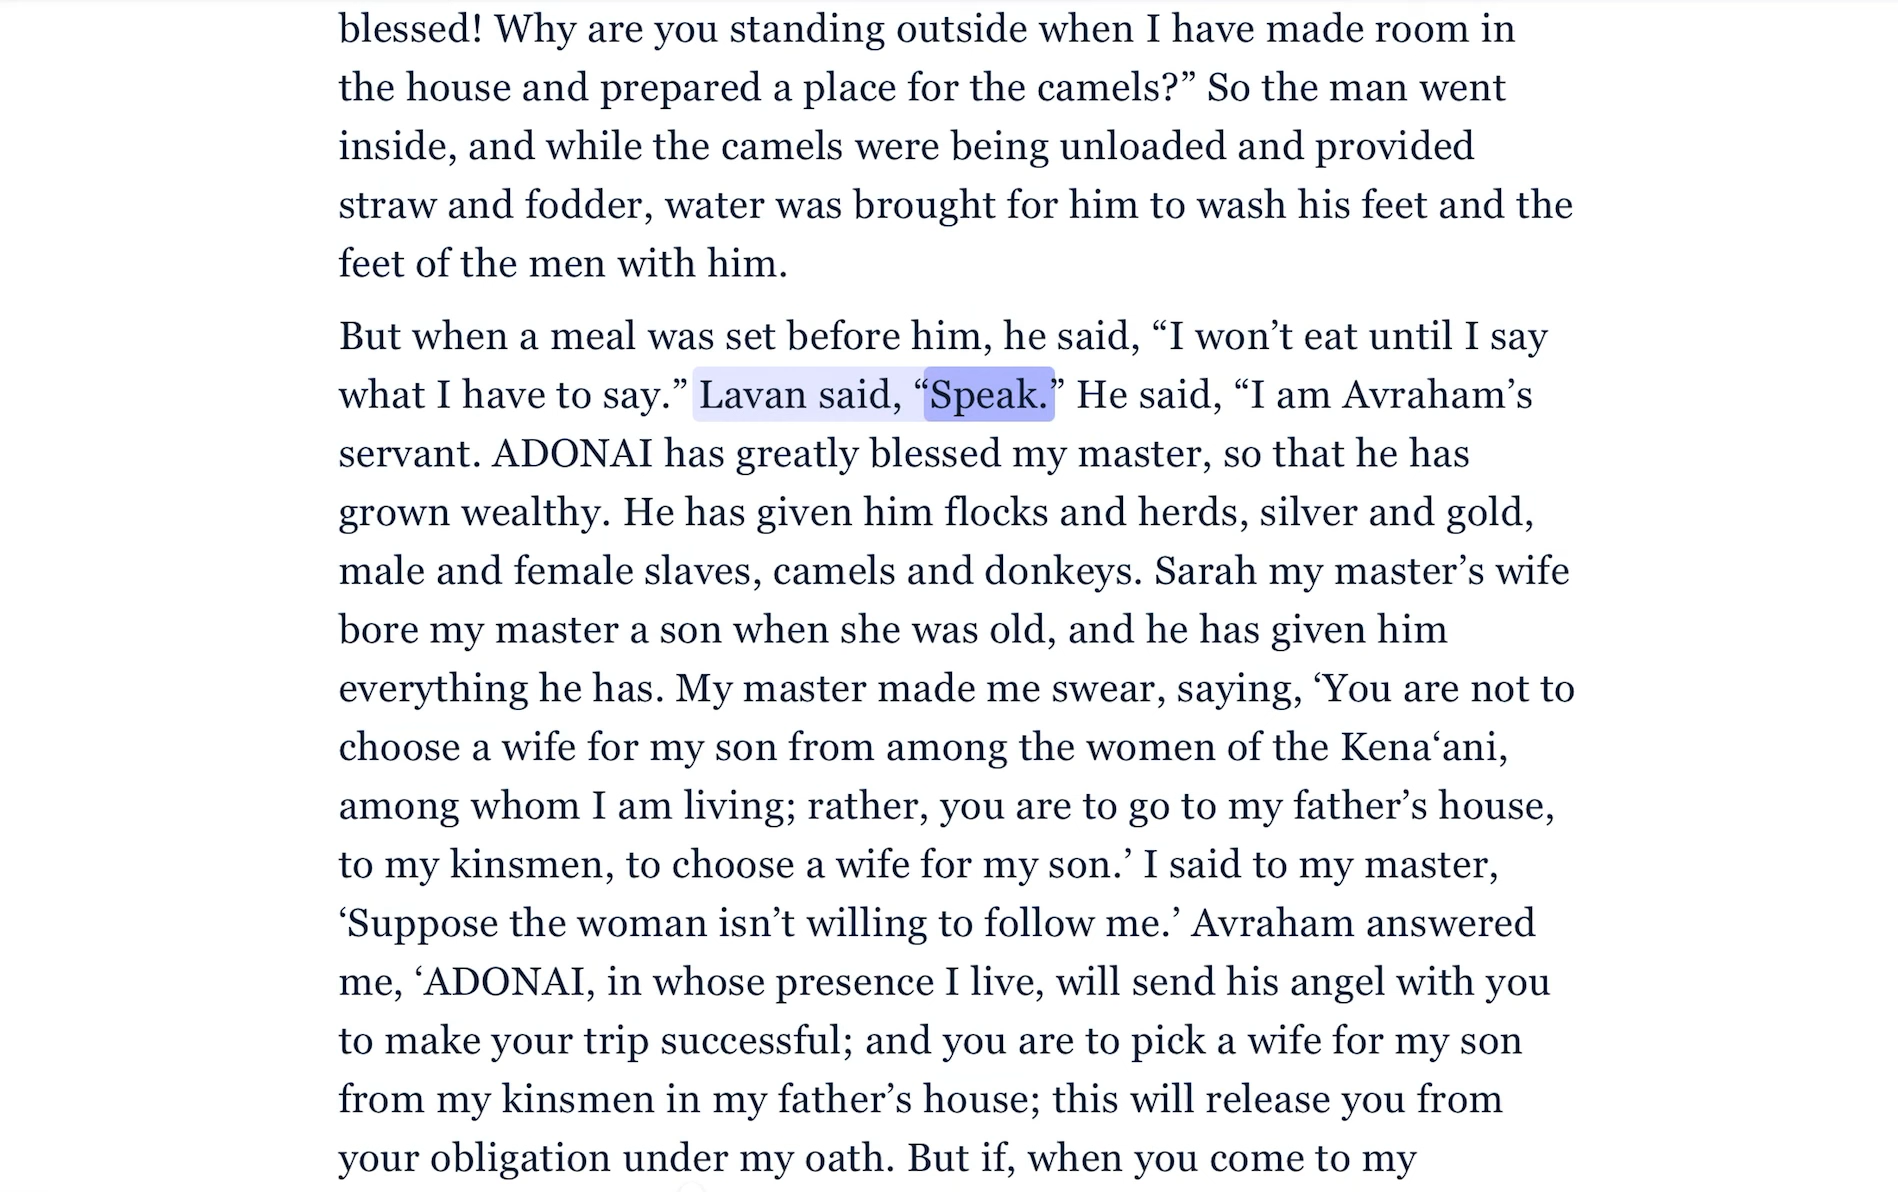 blessed! Why are you standing outside when I have made room in
the house and prepared a place for the camels?” So the man went
inside, and while the camels were being unloaded and provided
straw and fodder, water was brought for him to wash his feet and the
feet of the men with him.
But when a meal was set before him, he said, “I won’t eat until I say
what I have to say.” Lavan said, “Speak.” He said, “I am Avraham’s
servant. ADONAI has greatly blessed my master, so that he has
grown wealthy. He has given him flocks and herds, silver and gold,
male and female slaves, camels and donkeys. Sarah my master’s wife
bore my master a son when she was old, and he has given him
everything he has. My master made me swear, saying, ‘You are not to
choose a wife for my son from among the women of the Kena‘ani,
among whom I am living; rather, you are to go to my father’s house,
to my kinsmen, to choose a wife for my son.’ I said to my master,
‘Suppose the woman isn’t willing to follow me.’ Avraham answered
me, ‘ADONAI, in whose presence I live, will send his angel with you
to make your trip successful; and you are to pick a wife for my son
from my kinsmen in my father’s house; this will release you from
your obligation under my oath. But if, when you come to my